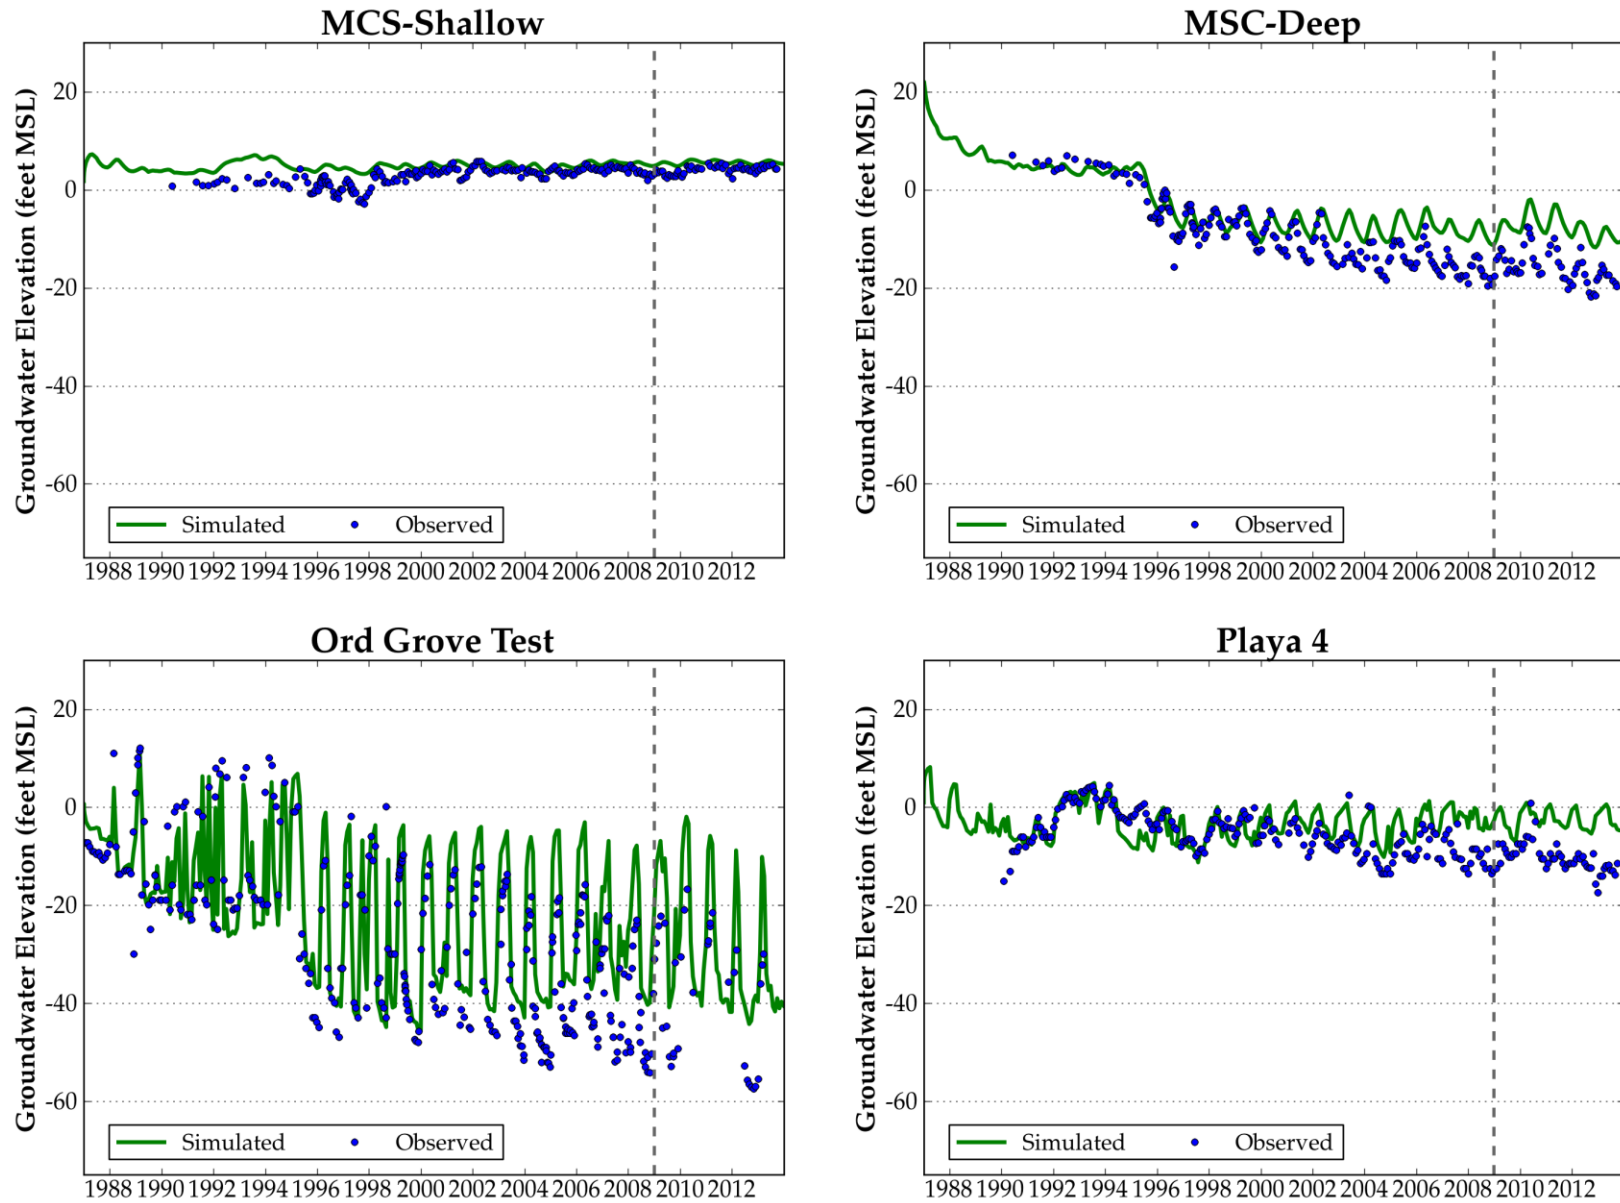 MCS-Shallow
Groundwater Elevation (feet MSL)
20
0
-20
-40
-60
Simulated Observed
1988 1990 1992 1994 1996 1998 2000 2002 2004 2006 2008 2010 2012
MSC-Deep
Groundwater Elevation (feet MSL)
20
0
-20
-40
-60
Simulated Observed
1988 1990 1992 1994 1996 1998 2000 2002 2004 2006 2008 2010 2012
Ord Grove Test
Groundwater Elevation (feet MSL)
20
0
-20
-40
-60
Simulated Observed
1988 1990 1992 1994 1996 1998 2000 2002 2004 2006 2008 2010 2012
Playa 4
Groundwater Elevation (feet MSL)
20
0
-20
-40
-60
Simulated Observed
1988 1990 1992 1994 1996 1998 2000 2002 2004 2006 2008 2010 2012